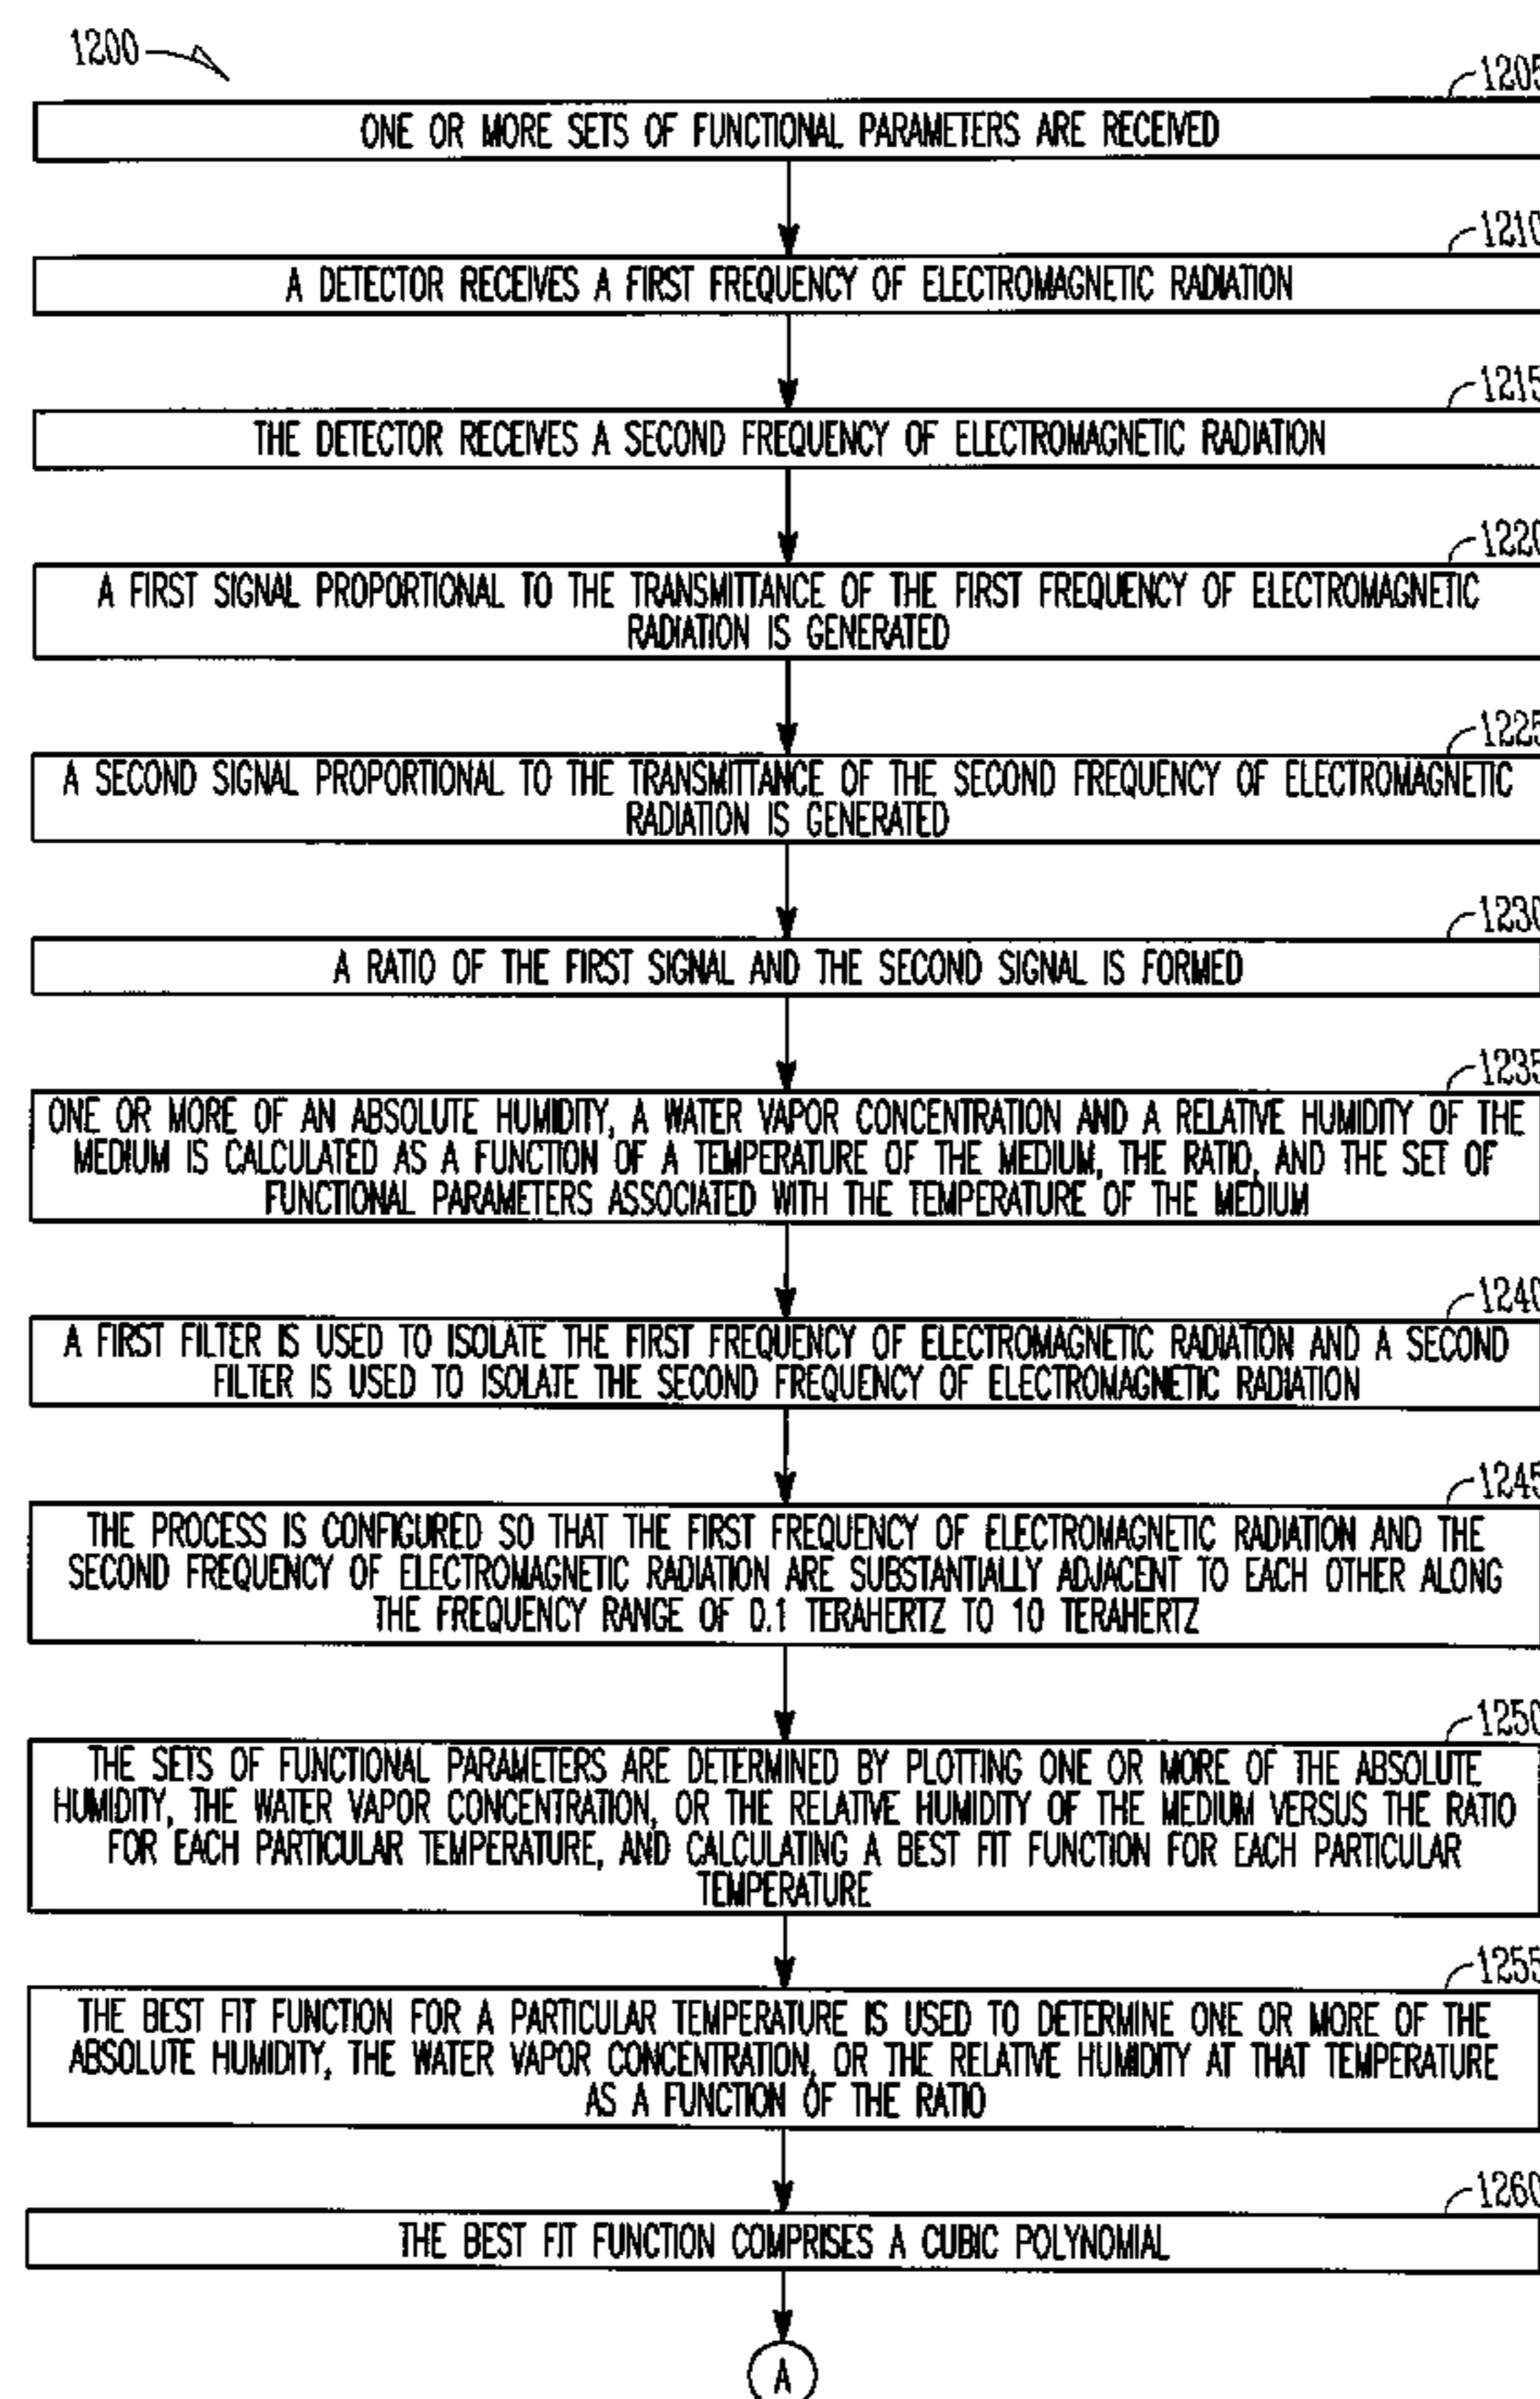 1200
1205
ONE OR MORE SETS OF FUNCTIONAL PARAMETERS ARE RECEIVED
1210
A DETECTOR RECEIVES A FIRST FREQUENCY OF ELECTROMAGNETIC RADIATION
1215
THE DETECTOR RECEIVES A SECOND FREQUENCY OF ELECTROMAGNETIC RADIATION
1220
A FIRST SIGNAL PROPORTIONAL TO THE TRANSMITTANCE OF THE FIRST FREQUENCY OF ELECTROMAGNETIC
RADIATION IS GENERATED
1225
A SECOND SIGNAL PROPORTIONAL TO THE TRANSMITTANCE OF THE SECOND FREQUENCY OF ELECTROMAGNETIC
RADIATION IS GENERATED
1230
A RATIO OF THE FIRST SIGNAL AND THE SECOND SIGNAL IS FORMED
1235
ONE OR MORE OF AN ABSOLUTE HUMIDITY, A WATER VAPOR CONCENTRATION AND A RELATIVE HUMIDITY OF THE
MEDIUM IS CALCULATED AS A FUNCTION OF A TEMPERATURE OF THE MEDIUM, THE RATIO, AND THE SET OF
FUNCTIONAL PARAMETERS ASSOCIATED WITH THE TEMPERATURE OF THE MEDIUM
1240
A FIRST FILTER IS USED TO ISOLATE THE FIRST FREQUENCY OF ELECTROMAGNETIC RADIATION AND A SECOND
FILTER IS USED TO ISOLATE THE SECOND FREQUENCY OF ELECTROMAGNETIC RADIATION
1245
THE PROCESS IS CONFIGURED SO THAT THE FIRST FREQUENCY OF ELECTROMAGNETIC RADIATION AND THE
SECOND FREQUENCY OF ELECTROMAGNETIC RADIATION ARE SUBSTANTIALLY ADJACENT TO EACH OTHER ALONG
THE FREQUENCY RANGE OF 0.1 TERAHERTZ TO 10 TERAHERTZ
1250
THE SETS OF FUNCTIONAL PARAMETERS ARE DETERMINED BY PLOTTING ONE OR MORE OF THE ABSOLUTE
HUMIDITY, THE WATER VAPOR CONCENTRATION, OR THE RELATIVE HUMIDITY OF THE MEDIUM VERSUS THE RATIO
FOR EACH PARTICULAR TEMPERATURE, AND CALCULATING A BEST FIT FUNCTION FOR EACH PARTICULAR
TEMPERATURE
1255
THE BEST FIT FUNCTION FOR A PARTICULAR TEMPERATURE IS USED TO DETERMINE ONE OR MORE OF THE
ABSOLUTE HUMIDITY, THE WATER VAPOR CONCENTRATION, OR THE RELATIVE HUMIDITY AT THAT TEMPERATURE
AS A FUNCTION OF THE RATIO
1260
THE BEST FIT FUNCTION COMPRISES A CUBIC POLYNOMIAL
A